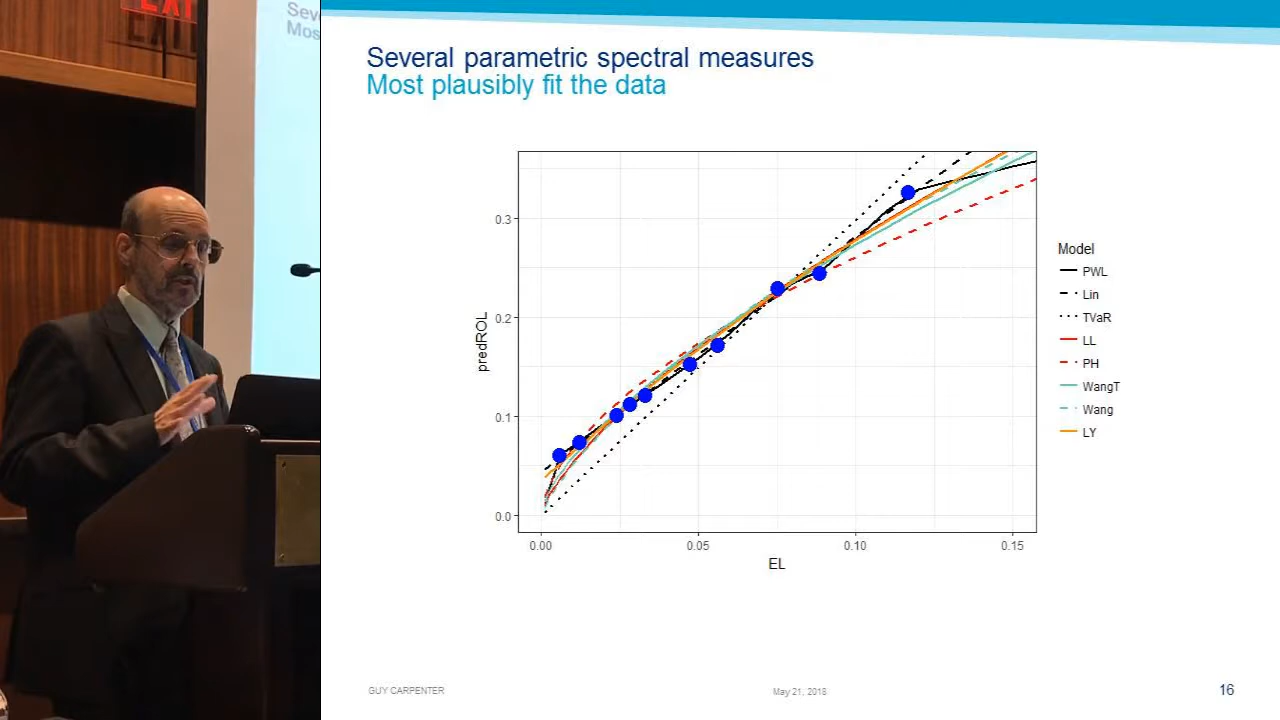 EXIT
Several parametric spectral measures
Most plausibly fit the data
predROL
0.3
0.2
0.1
0.0
0.00
0.05
0.10
0.15
EL
Model
PWL
Lin
TVaR
LL
PH
WangT
Wang
LY
GUY CARPENTER
May 21, 2018
16